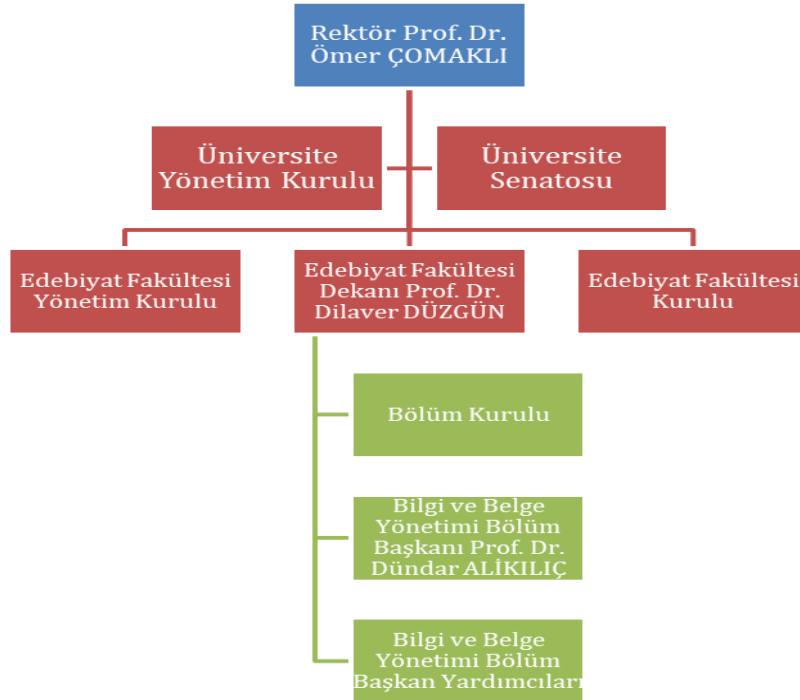 Rektör Prof. Dr.
Ömer ÇOMAKLI
Üniversite
Yönetim Kurulu
Üniversite
Senatosu
Edebiyat Fakültesi
Yönetim Kurulu
Edebiyat Fakültesi
Dekanı Prof. Dr.
Dilaver DÜZGÜN
Edebiyat Fakültesi
Kurulu
Bölüm Kurulu
Bilgi ve Belge
Yönetimi Bölüm
Başkanı Prof. Dr.
Dündar ALİKILIÇ
Bilgi ve Belge
Yönetimi Bölüm
Başkan Yardımcıları